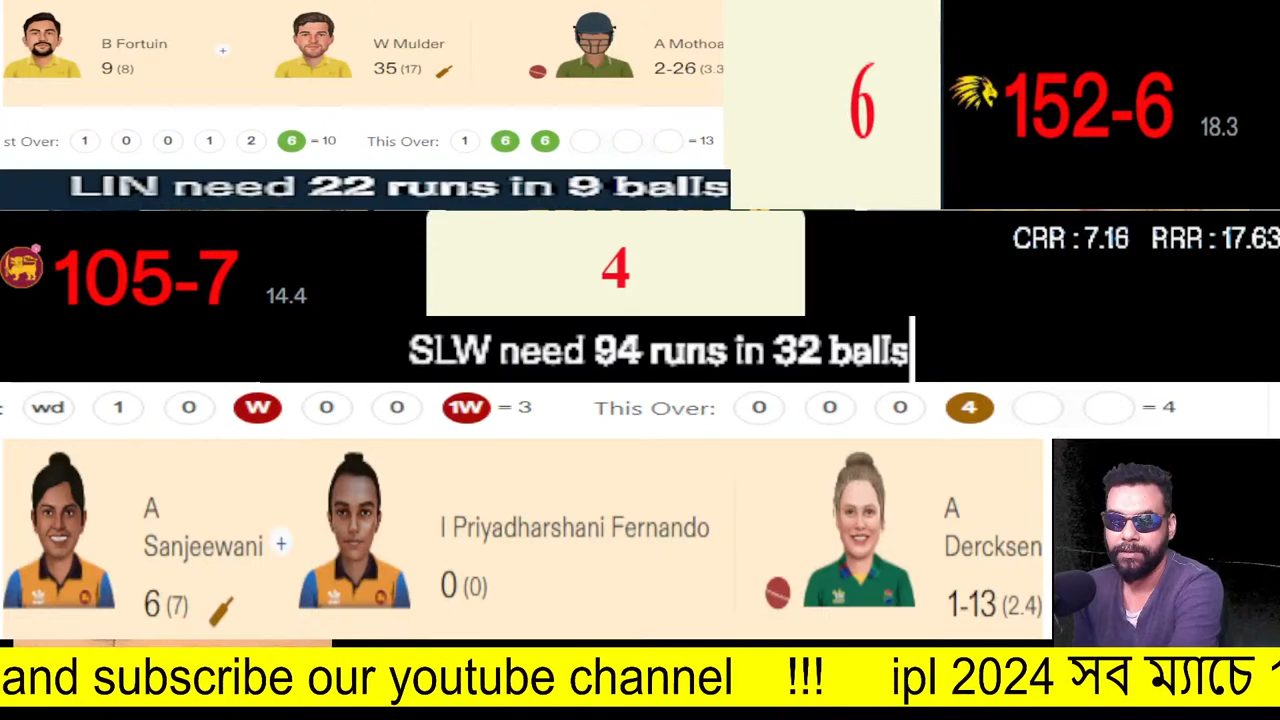 B Fortuin
9 (8)
+
W Mulder
35 (17)
A Mothoa
2-26 (3.3
6
152-6
18.3
st Over: 1 0 0 1 2 6 = 10 This Over: 1 6 6 = 13
LIN need 22 runs in 9 balls
105-7
14.4
4
CRR : 7.16 RRR : 17.63
SLW need 94 runs in 32 balls
: wd 1 0 W 0 0 1W = 3 This Over: 0 0 0 4 = 4
A
Sanjeewani +
6 (7)
I Priyadharshani Fernando
0 (0)
A
Dercksen
1-13 (2.4)
and subscribe our youtube channel !!! ipl 2024 সব ম্যাচে